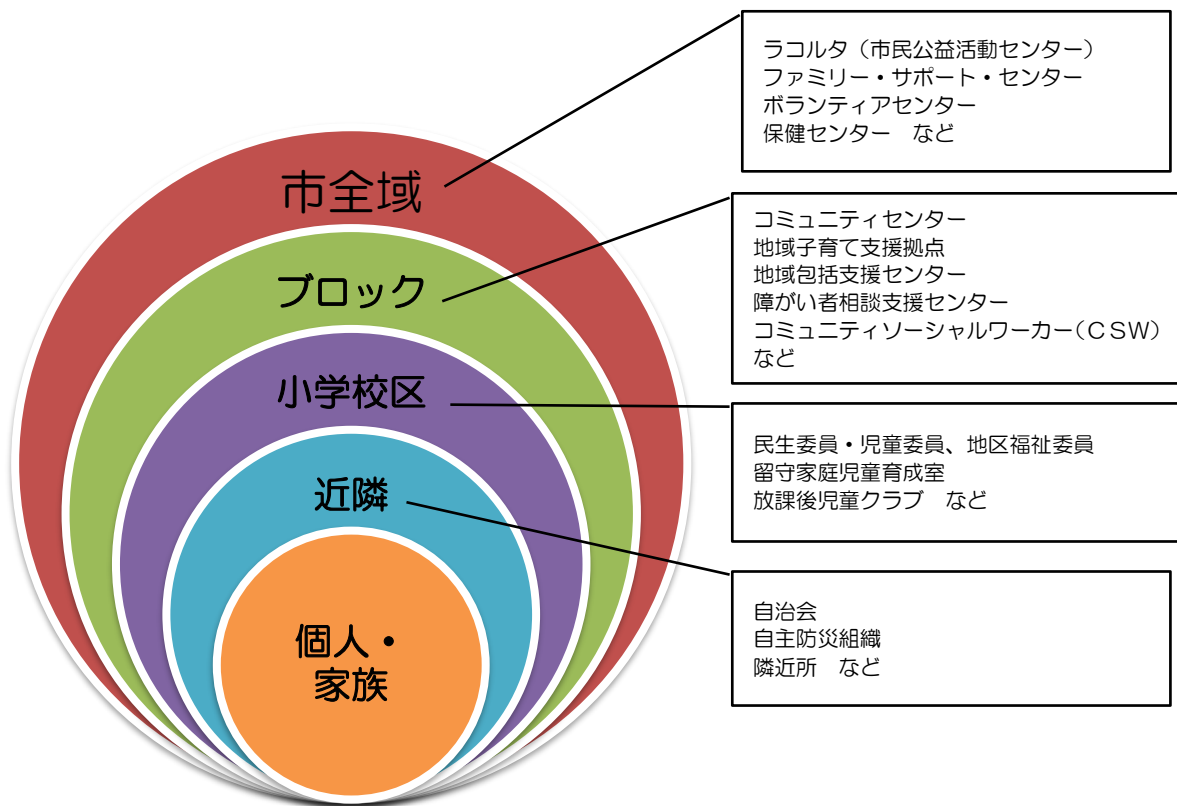 市全域
ブロック
小学校区
近隣
個人・
家族
ラコルタ（市民公益活動センター）
ファミリー・サポート・センター
ボランティアセンター
保健センター　など
コミュニティセンター
地域子育て支援拠点
地域包括支援センター
障がい者相談支援センター
コミュニティソーシャルワーカー（ＣＳＷ）
など
民生委員・児童委員、地区福祉委員
留守家庭児童育成室
放課後児童クラブ　など
自治会
自主防災組織
隣近所　など